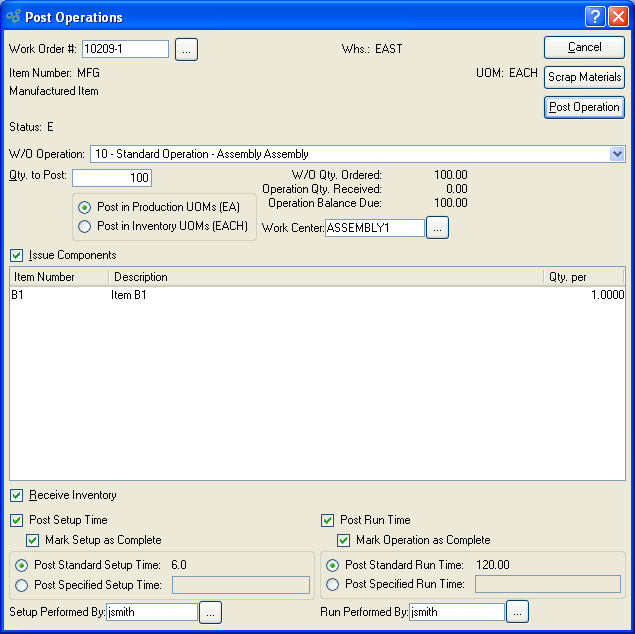 Post Operations
Work Order #: 10209-1 ... Whs.: EAST Cancel
Item Number: MFG UOM: EACH Scrap Materials
Manufactured Item
Post Operation
Status: E
W/O Operation: 10 - Standard Operation - Assembly Assembly
Qty. to Post: 100 W/O Qty. Ordered: 100.00
Operation Qty. Received: 0.00
Post in Production UOMs (EA) Operation Balance Due: 100.00
Post in Inventory UOMs (EACH) Work Center: ASSEMBLY1 ...
Issue Components
Item Number Description Qty. per
B1 Item B1 1.0000
Receive Inventory
Post Setup Time Post Run Time
Mark Setup as Complete Mark Operation as Complete
Post Standard Setup Time: 6.0 Post Standard Run Time: 120.00
Post Specified Setup Time: Post Specified Run Time:
Setup Performed By: jsmith ... Run Performed By: jsmith ...